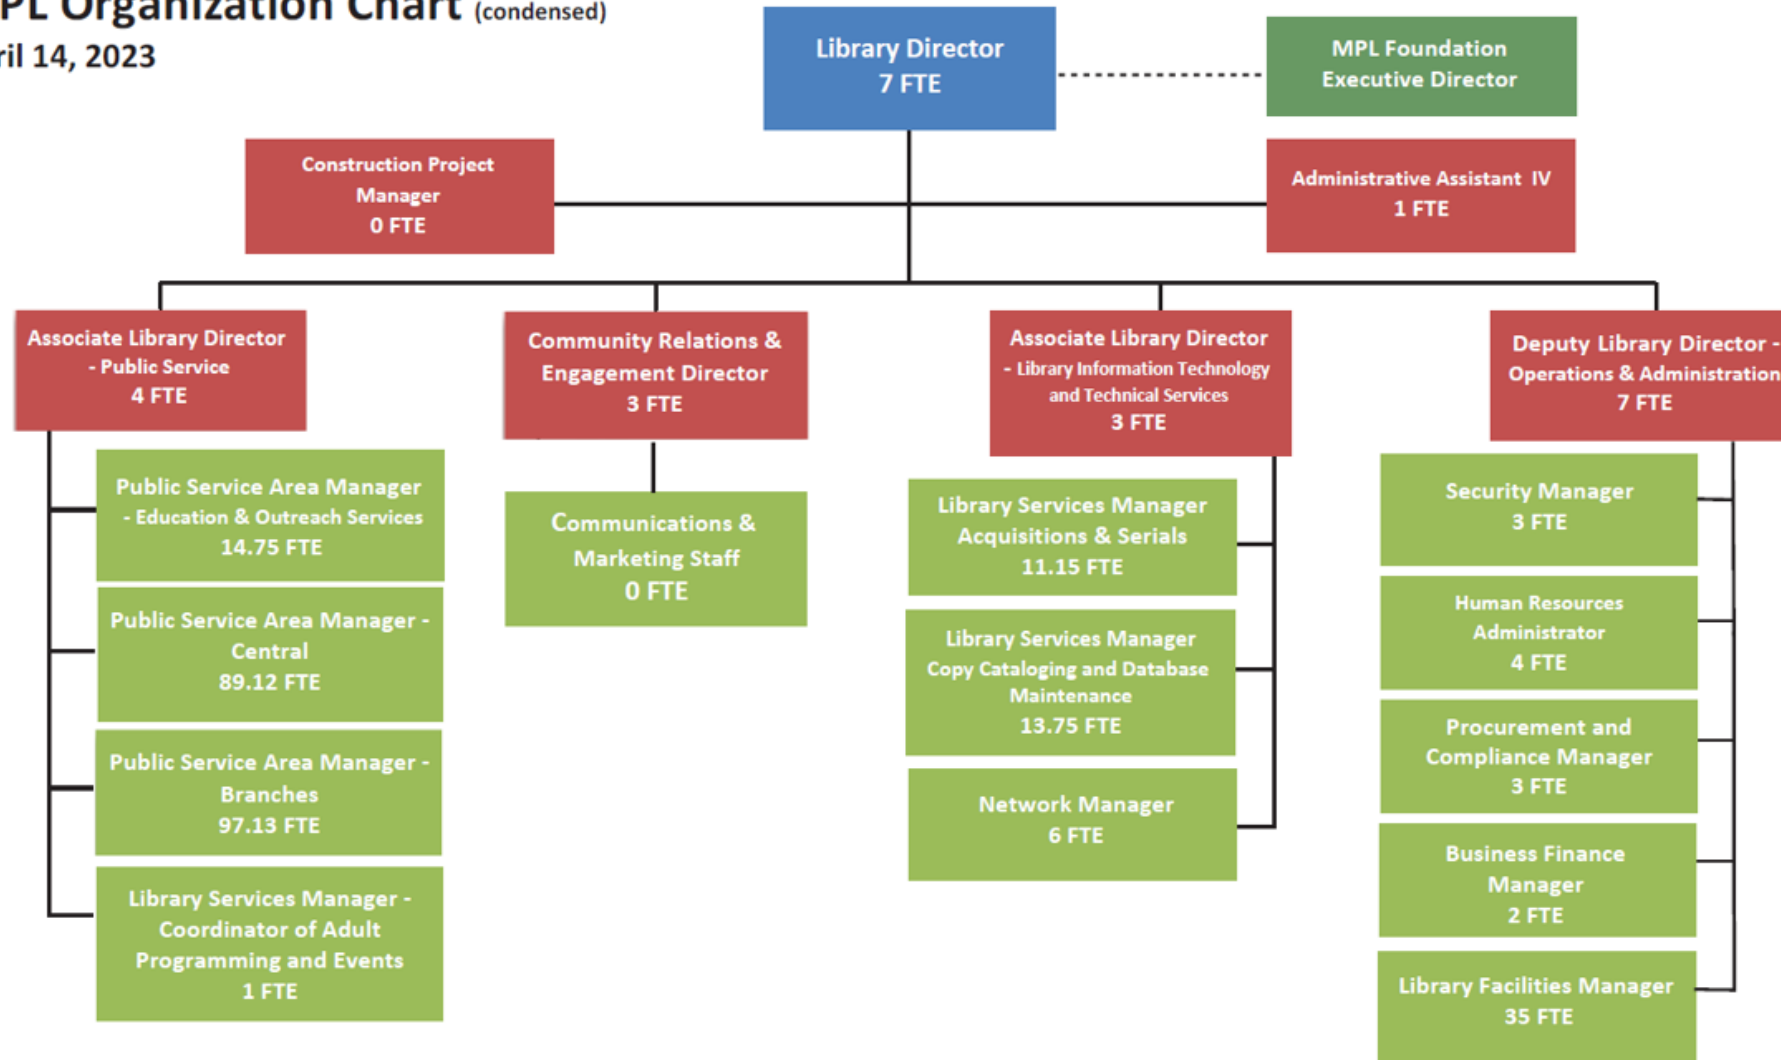 PL Organization Chart (condensed)
ril 14, 2023
Library Director
7 FTE
MPL Foundation
Executive Director
Construction Project
Manager
0 FTE
Administrative Assistant IV
1 FTE
Associate Library Director
- Public Service
4 FTE
Community Relations &
Engagement Director
3 FTE
Associate Library Director
- Library Information Technology
and Technical Services
3 FTE
Deputy Library Director -
Operations & Administration
7 FTE
Public Service Area Manager
- Education & Outreach Services
14.75 FTE
Public Service Area Manager -
Central
89.12 FTE
Public Service Area Manager -
Branches
97.13 FTE
Library Services Manager -
Coordinator of Adult
Programming and Events
1 FTE
Communications &
Marketing Staff
0 FTE
Library Services Manager
Acquisitions & Serials
11.15 FTE
Library Services Manager
Copy Cataloging and Database
Maintenance
13.75 FTE
Network Manager
6 FTE
Security Manager
3 FTE
Human Resources
Administrator
4 FTE
Procurement and
Compliance Manager
3 FTE
Business Finance
Manager
2 FTE
Library Facilities Manager
35 FTE